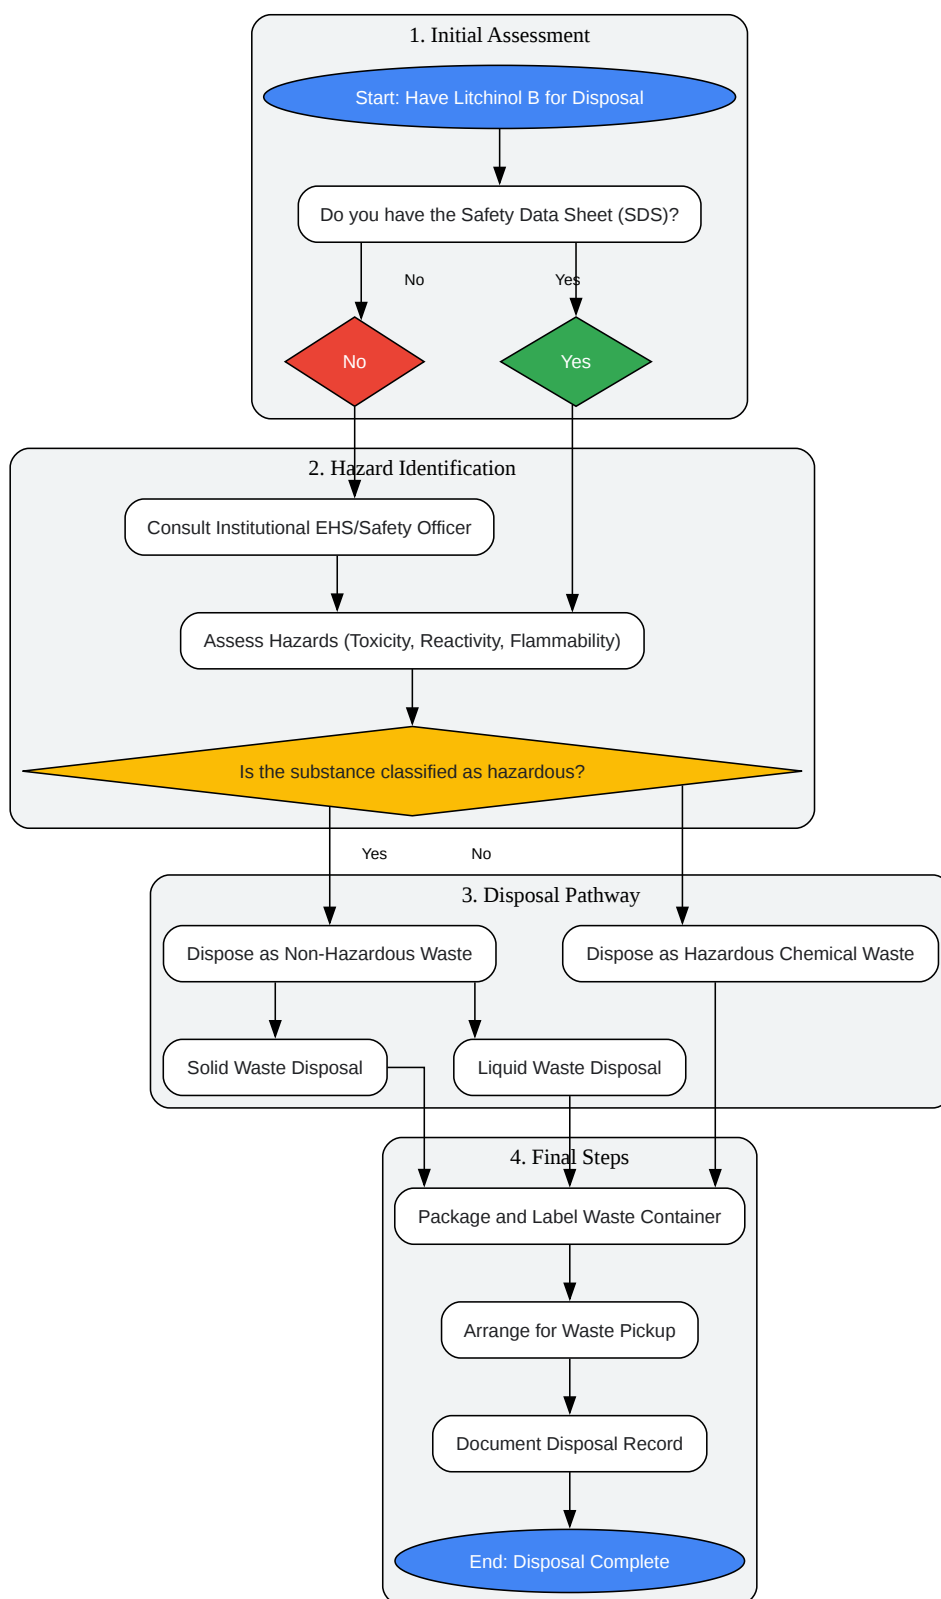 1. Initial Assessment
Start: Have Litchinol B for Disposal
Do you have the Safety Data Sheet (SDS)?
No
Yes
No
Yes
2. Hazard Identification
Consult Institutional EHS/Safety Officer
Assess Hazards (Toxicity, Reactivity, Flammability)
Is the substance classified as hazardous?
Yes
No
3. Disposal Pathway
Dispose as Non-Hazardous Waste
Dispose as Hazardous Chemical Waste
Solid Waste Disposal
Liquid Waste Disposal
4. Final Steps
Package and Label Waste Container
Arrange for Waste Pickup
Document Disposal Record
End: Disposal Complete